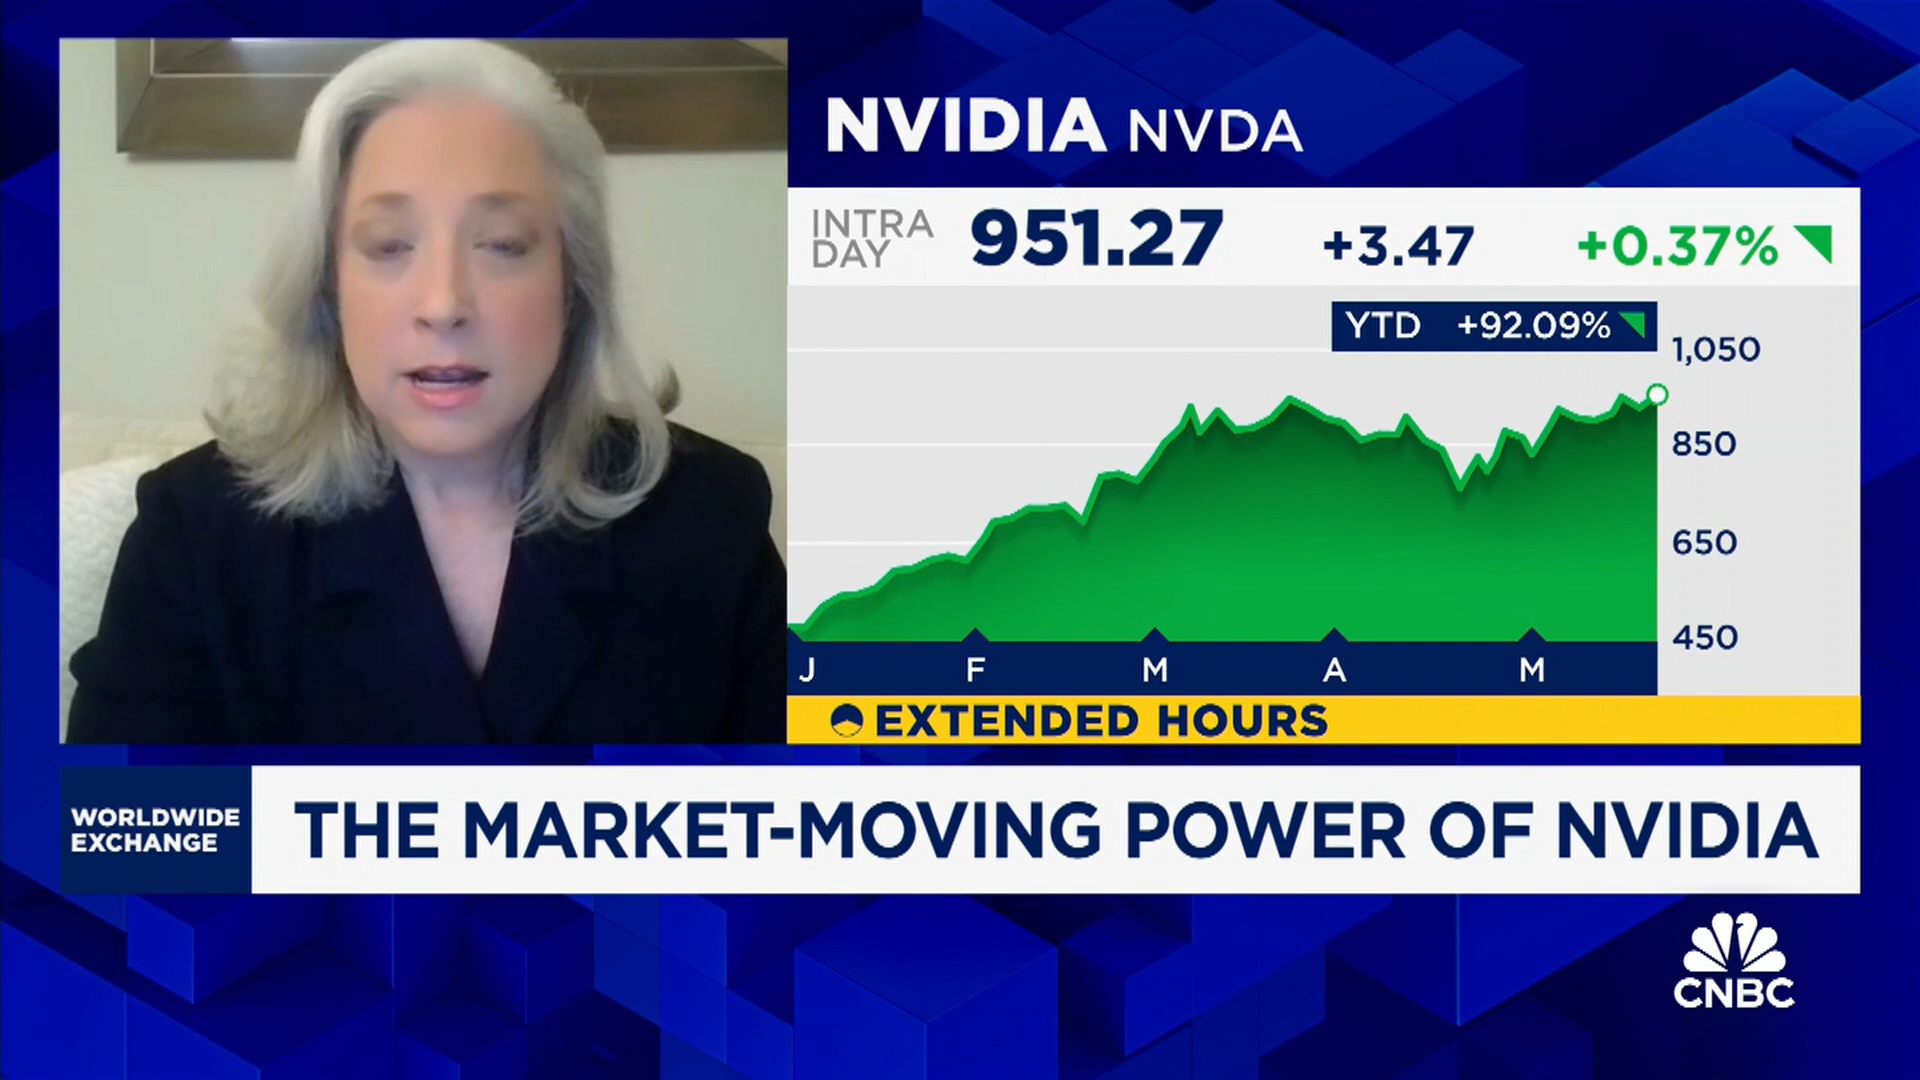 NVIDIA NVDA
INTRA DAY 951.27 +3.47 +0.37%
YTD +92.09%
1,050
850
650
450
J F M A M
EXTENDED HOURS
WORLDWIDE EXCHANGE
THE MARKET-MOVING POWER OF NVIDIA
CNBC